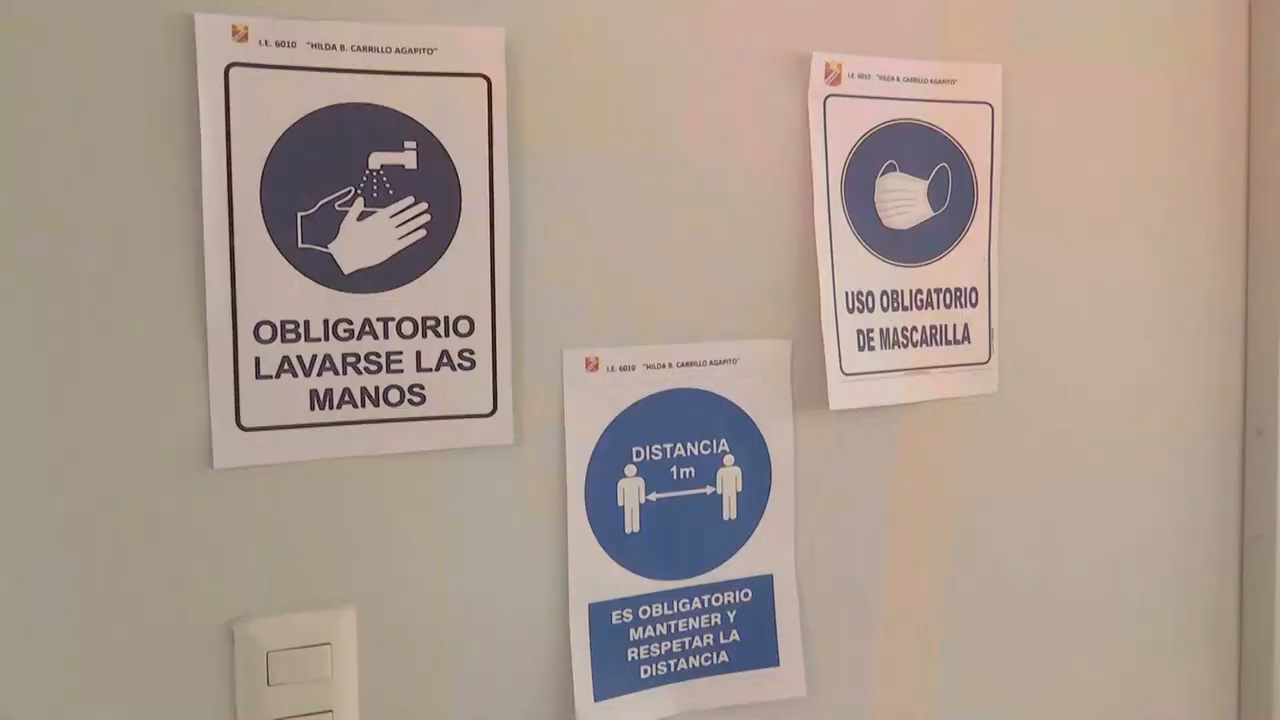 I.E. 6010 "HILDA B. CARRILLO AGAPITO"
OBLIGATORIO
LAVARSE LAS
MANOS
I.E. 6010 "HILDA B. CARRILLO AGAPITO"
DISTANCIA
1m
ES OBLIGATORIO
MANTENER Y
RESPETAR LA
DISTANCIA
I.E. 6010 "HILDA B. CARRILLO AGAPITO"
USO OBLIGATORIO
DE MASCARILLA